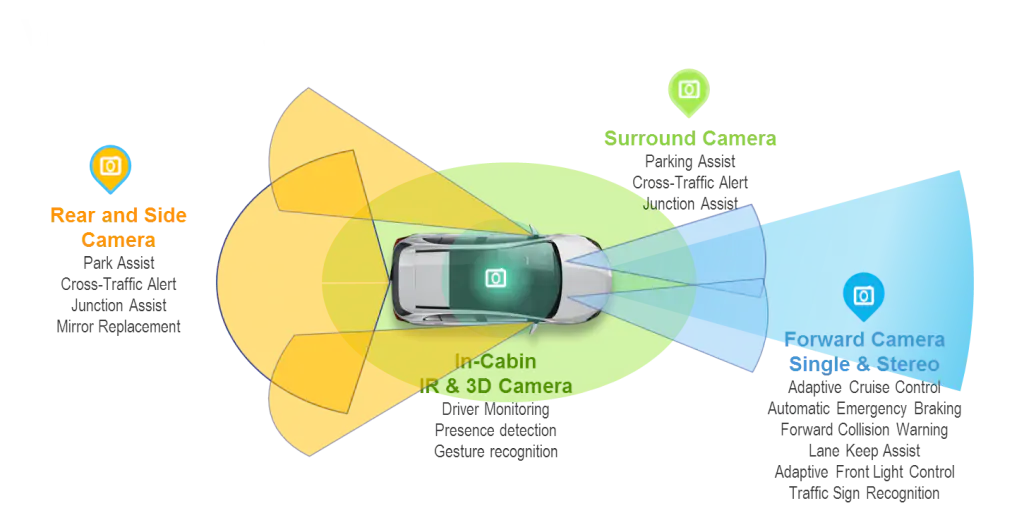 Surround Camera
Parking Assist
Cross-Traffic Alert
Junction Assist
Rear and Side
Camera
Park Assist
Cross-Traffic Alert
Junction Assist
Mirror Replacement
In-Cabin
IR & 3D Camera
Driver Monitoring
Presence detection
Gesture recognition
Forward Camera
Single & Stereo
Adaptive Cruise Control
Automatic Emergency Braking
Forward Collision Warning
Lane Keep Assist
Adaptive Front Light Control
Traffic Sign Recognition